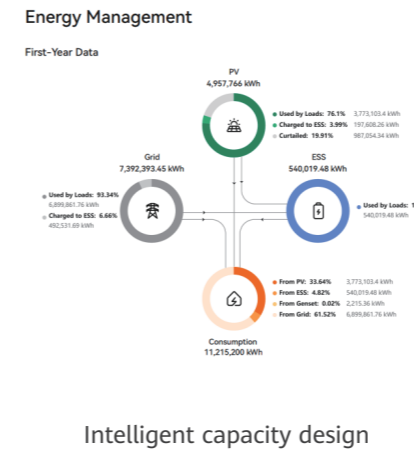 Energy Management
First-Year Data
PV
4,957,766 kWh
Used by Loads: 76.1% 3,773,103.4 kWh
Charged to ESS: 3.99% 197,608.26 kWh
Curtailed: 19.91% 987,054.34 kWh
Grid
7,392,393.45 kWh
Used by Loads: 93.34%
6,899,861.76 kWh
Charged to ESS: 6.66%
492,531.69 kWh
ESS
540,019.48 kWh
Used by Loads: 1
540,019.48 kWh
From PV: 33.64% 3,773,103.4 kWh
From ESS: 4.82% 540,019.48 kWh
From Genset: 0.02% 2,215.36 kWh
From Grid: 61.52% 6,899,861.76 kWh
Consumption
11,215,200 kWh
Intelligent capacity design